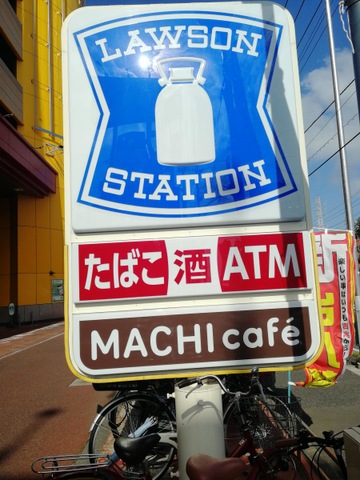 LAWSON
STATION
たばこ 酒 ATM
MACHI café